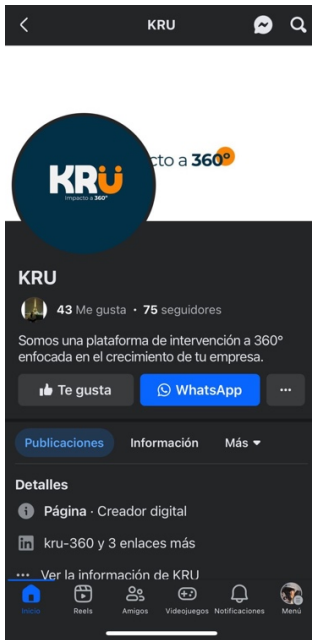 KRU
cto a 360°
KRÜ
Impacto a 360°
KRU
43 Me gusta • 75 seguidores
Somos una plataforma de intervención a 360°
enfocada en el crecimiento de tu empresa.
Te gusta
WhatsApp
Publicaciones
Información
Más
Detalles
Página · Creador digital
kru-360 y 3 enlaces más
Ver la información de KRU
Inicio
Reels
Amigos
Videojuegos
Notificaciones
Menú